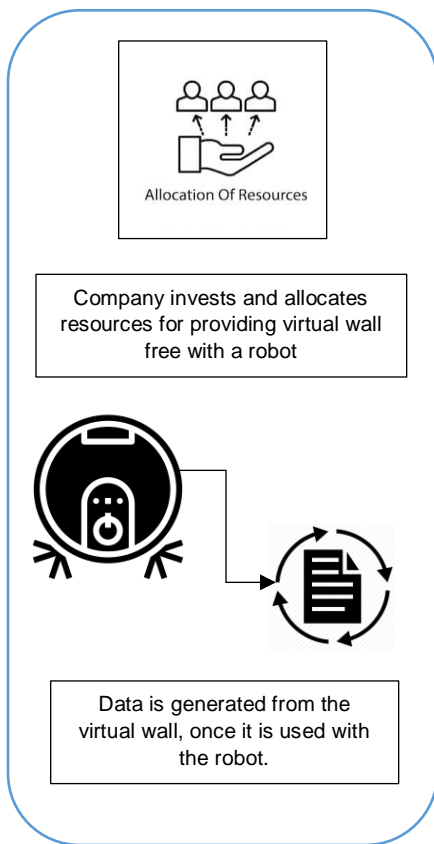 Allocation Of Resources
Company invests and allocates
resources for providing virtual wall
free with a robot
Data is generated from the
virtual wall, once it is used with
the robot.